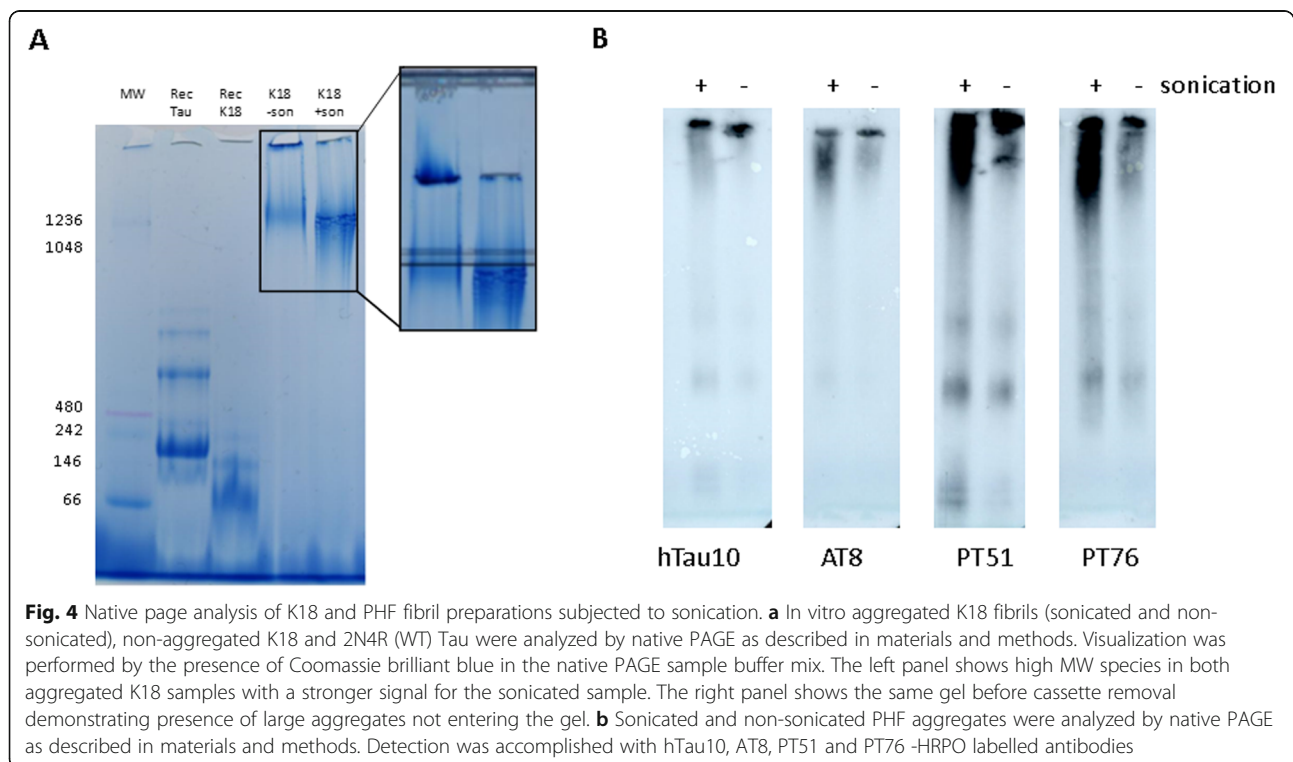 A
B
MW Rec Tau Rec K18 K18 -son K18 +son
+ - + - + - + - sonication
1236
1048
480
242
146
66
hTau10 AT8 PT51 PT76
Fig. 4 Native page analysis of K18 and PHF fibril preparations subjected to sonication. a In vitro aggregated K18 fibrils (sonicated and non-
sonicated), non-aggregated K18 and 2N4R (WT) Tau were analyzed by native PAGE as described in materials and methods. Visualization was
performed by the presence of Coomassie brilliant blue in the native PAGE sample buffer mix. The left panel shows high MW species in both
aggregated K18 samples with a stronger signal for the sonicated sample. The right panel shows the same gel before cassette removal
demonstrating presence of large aggregates not entering the gel. b Sonicated and non-sonicated PHF aggregates were analyzed by native PAGE
as described in materials and methods. Detection was accomplished with hTau10, AT8, PT51 and PT76 -HRPO labelled antibodies